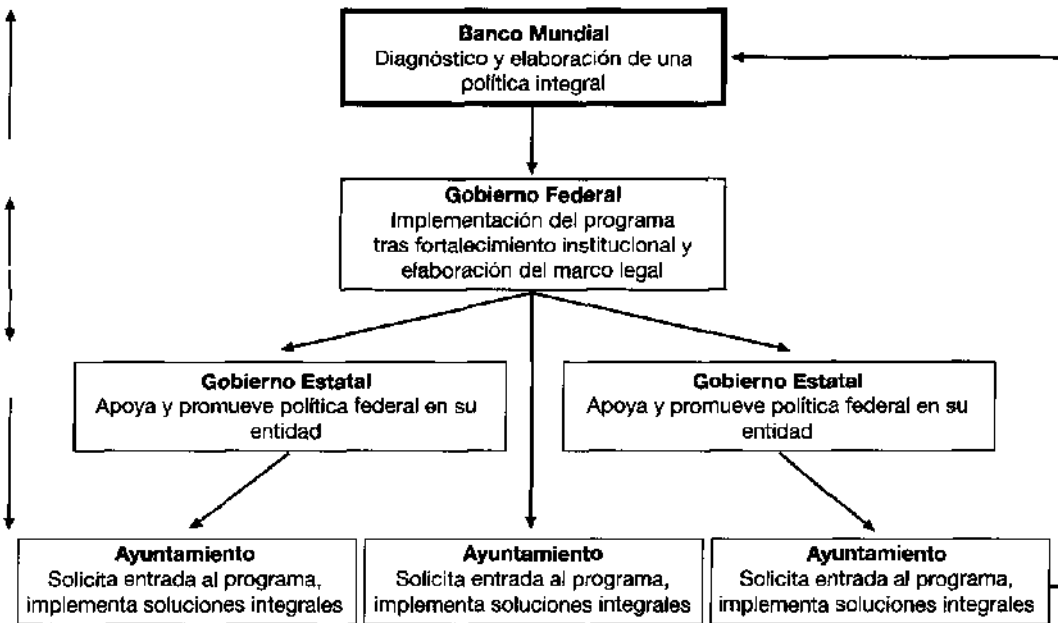 Banco Mundial
Diagnóstico y elaboración de una
política integral
Gobierno Federal
Implementación del programa
tras fortalecimiento institucional y
elaboración del marco legal
Gobierno Estatal
Apoya y promueve política federal en su
entidad
Gobierno Estatal
Apoya y promueve política federal en su
entidad
Ayuntamiento
Solicita entrada al programa,
implementa soluciones integrales
Ayuntamiento
Solicita entrada al programa,
implementa soluciones integrales
Ayuntamiento
Solicita entrada al programa,
implementa soluciones integrales